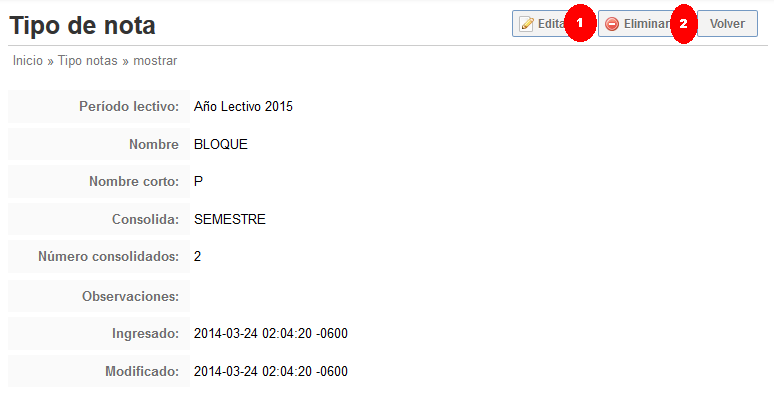 Tipo de nota
Edita 1 Eliminar 2 Volver
Inicio » Tipo notas » mostrar
Período lectivo: Año Lectivo 2015
Nombre BLOQUE
Nombre corto: P
Consolida: SEMESTRE
Número consolidados: 2
Observaciones:
Ingresado: 2014-03-24 02:04:20 -0600
Modificado: 2014-03-24 02:04:20 -0600